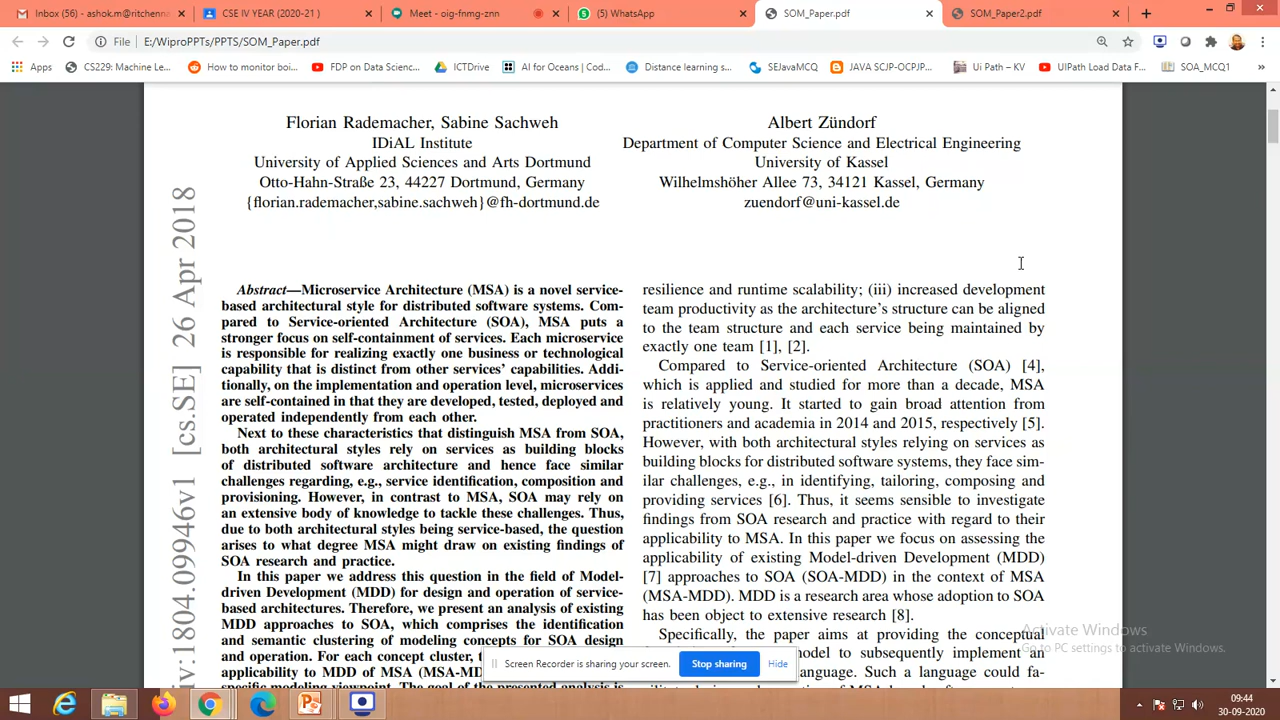 Inbox (56) - ashok.m@ritchenna
CSE IV YEAR (2020-21 )
Meet - oig-fnmg-znn
(5) WhatsApp
SOM_Paper.pdf
SOM_Paper2.pdf
File | E:/WiproPPTs/PPTS/SOM_Paper.pdf
Apps
CS229: Machine Le...
How to monitor boi...
FDP on Data Scienc...
ICTDrive
AI for Oceans | Cod...
Distance learning s...
SEJavaMCQ
JAVA SCJP-OCPJP...
Ui Path – KV
UIPath Load Data F...
SOA_MCQ1
»
Florian Rademacher, Sabine Sachweh
IDiAL Institute
University of Applied Sciences and Arts Dortmund
Otto-Hahn-Straße 23, 44227 Dortmund, Germany
{florian.rademacher,sabine.sachweh}@fh-dortmund.de
Albert Zündorf
Department of Computer Science and Electrical Engineering
University of Kassel
Wilhelmshöher Allee 73, 34121 Kassel, Germany
zuendorf@uni-kassel.de
iv:1804.09946v1 [cs.SE] 26 Apr 2018
Abstract—Microservice Architecture (MSA) is a novel service-
based architectural style for distributed software systems. Com-
pared to Service-oriented Architecture (SOA), MSA puts a
stronger focus on self-containment of services. Each microservice
is responsible for realizing exactly one business or technological
capability that is distinct from other services' capabilities. Addi-
tionally, on the implementation and operation level, microservices
are self-contained in that they are developed, tested, deployed and
operated independently from each other.
Next to these characteristics that distinguish MSA from SOA,
both architectural styles rely on services as building blocks
of distributed software architecture and hence face similar
challenges regarding, e.g., service identification, composition and
provisioning. However, in contrast to MSA, SOA may rely on
an extensive body of knowledge to tackle these challenges. Thus,
due to both architectural styles being service-based, the question
arises to what degree MSA might draw on existing findings of
SOA research and practice.
In this paper we address this question in the field of Model-
driven Development (MDD) for design and operation of service-
based architectures. Therefore, we present an analysis of existing
MDD approaches to SOA, which comprises the identification
and semantic clustering of modeling concepts for SOA design
and operation. For each concept cluster,
applicability to MDD of MSA (MSA-MD
specific modeling viewpoint. The goal of the presented analysis is
resilience and runtime scalability; (iii) increased development
team productivity as the architecture's structure can be aligned
to the team structure and each service being maintained by
exactly one team [1], [2].
Compared to Service-oriented Architecture (SOA) [4],
which is applied and studied for more than a decade, MSA
is relatively young. It started to gain broad attention from
practitioners and academia in 2014 and 2015, respectively [5].
However, with both architectural styles relying on services as
building blocks for distributed software systems, they face sim-
ilar challenges, e.g., in identifying, tailoring, composing and
providing services [6]. Thus, it seems sensible to investigate
findings from SOA research and practice with regard to their
applicability to MSA. In this paper we focus on assessing the
applicability of existing Model-driven Development (MDD)
[7] approaches to SOA (SOA-MDD) in the context of MSA
(MSA-MDD). MDD is a research area whose adoption to SOA
has been object to extensive research [8].
Specifically, the paper aims at providing the conceptual
model to subsequently implement an
language. Such a language could fa-
Activate Windows
Go to PC settings to activate Windows.
Screen Recorder is sharing your screen.
Stop sharing
Hide
09:44
30-09-2020